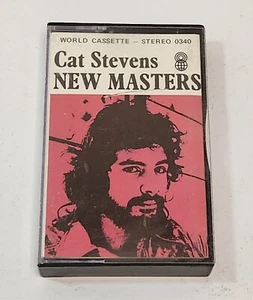 WORLD CASSETTE – STEREO 0340
Cat Stevens
NEW MASTERS